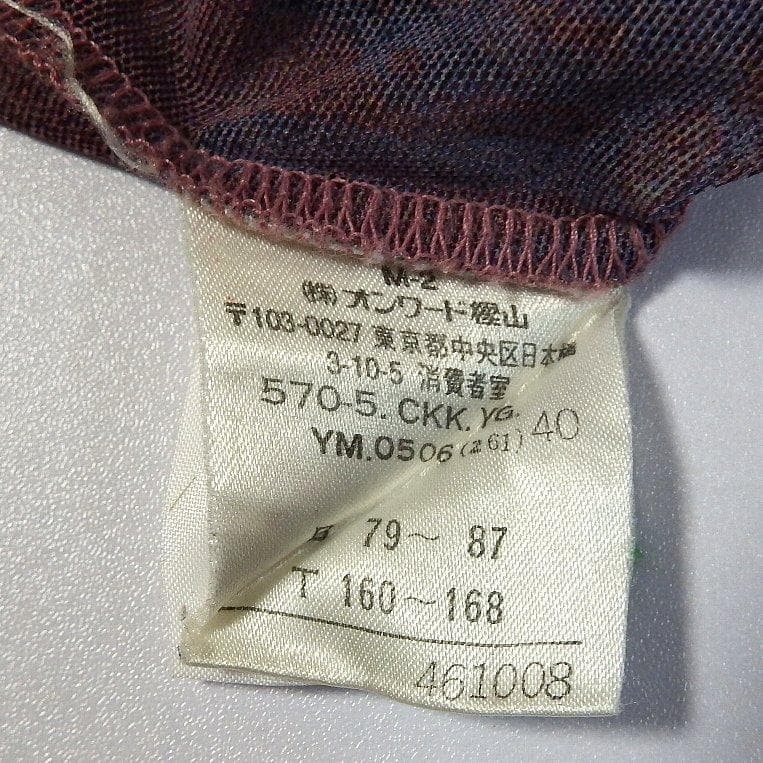 M-2
(株)オンワード樫山
〒103-0027 東京都中央区日本橋
3-10-5 消費者室
570-5.CKK.YG.40
YM.0506(261)
B 79～87
T 160～168
461008